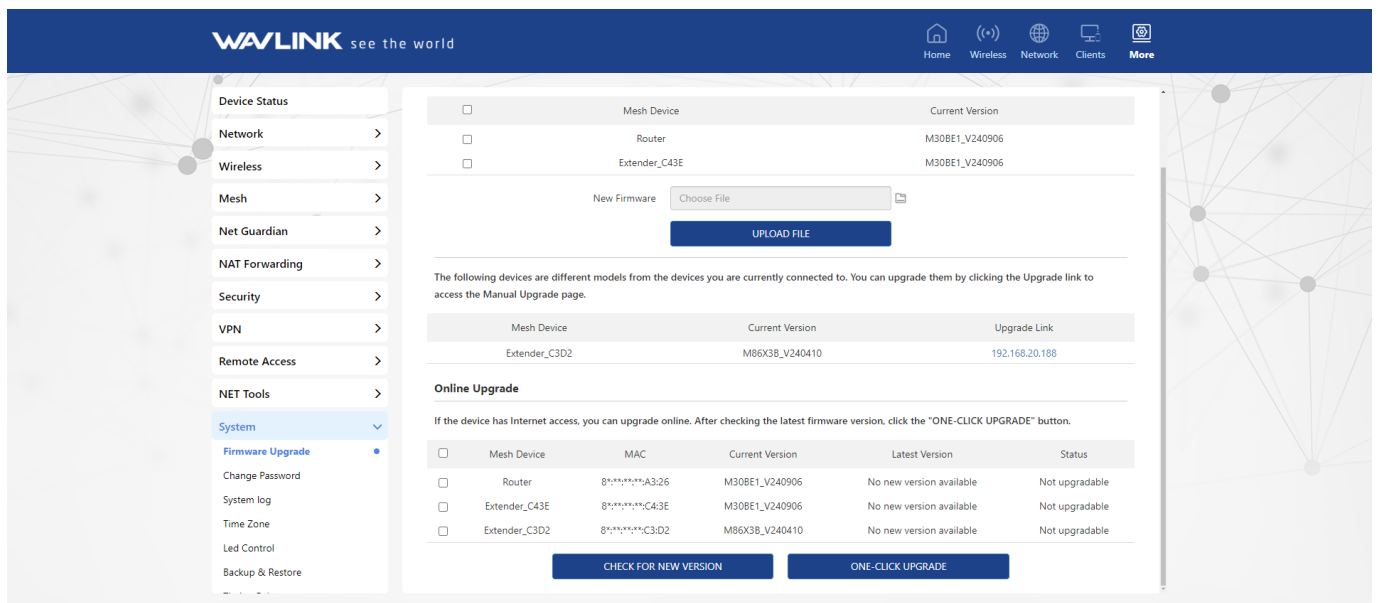 WAVLINK see the world
Home Wireless Network Clients More
Device Status
Network
Wireless
Mesh
Net Guardian
NAT Forwarding
Security
VPN
Remote Access
NET Tools
System
Firmware Upgrade
Change Password
System log
Time Zone
Led Control
Backup & Restore
Mesh Device Current Version
Router M30BE1_V240906
Extender_C43E M30BE1_V240906
New Firmware Choose File
UPLOAD FILE
The following devices are different models from the devices you are currently connected to. You can upgrade them by clicking the Upgrade link to
access the Manual Upgrade page.
Mesh Device Current Version Upgrade Link
Extender_C3D2 M86X3B_V240410 192.168.20.188
Online Upgrade
If the device has Internet access, you can upgrade online. After checking the latest firmware version, click the "ONE-CLICK UPGRADE" button.
Mesh Device MAC Current Version Latest Version Status
Router 8*:**:**:**:A3:26 M30BE1_V240906 No new version available Not upgradable
Extender_C43E 8*:**:**:**:C4:3E M30BE1_V240906 No new version available Not upgradable
Extender_C3D2 8*:**:**:**:C3:D2 M86X3B_V240410 No new version available Not upgradable
CHECK FOR NEW VERSION ONE-CLICK UPGRADE